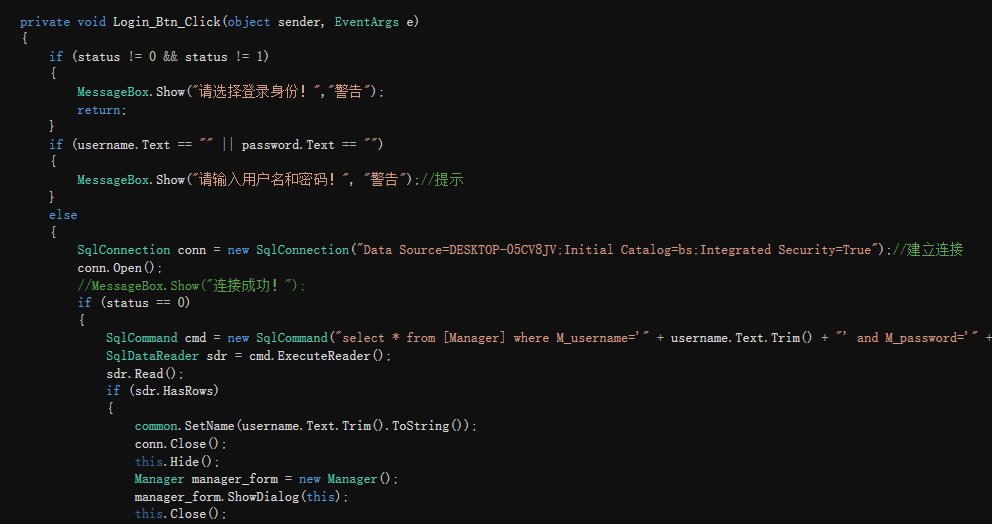 private void Login_Btn_Click(object sender, EventArgs e)
{
if (status != 0 && status != 1)
{
MessageBox.Show("请选择登录身份！","警告");
return;
}
if (username.Text == "" || password.Text == "")
{
MessageBox.Show("请输入用户名和密码！", "警告");//提示
}
else
{
SqlConnection conn = new SqlConnection("Data Source=DESKTOP-05CV8JV;Initial Catalog=bs;Integrated Security=True");//建立连接
conn.Open();
//MessageBox.Show("连接成功！");
if (status == 0)
{
SqlCommand cmd = new SqlCommand("select * from [Manager] where M_username='" + username.Text.Trim() + "' and M_password='" +
SqlDataReader sdr = cmd.ExecuteReader();
sdr.Read();
if (sdr.HasRows)
{
common.SetName(username.Text.Trim().ToString());
conn.Close();
this.Hide();
Manager manager_form = new Manager();
manager_form.ShowDialog(this);
this.Close();